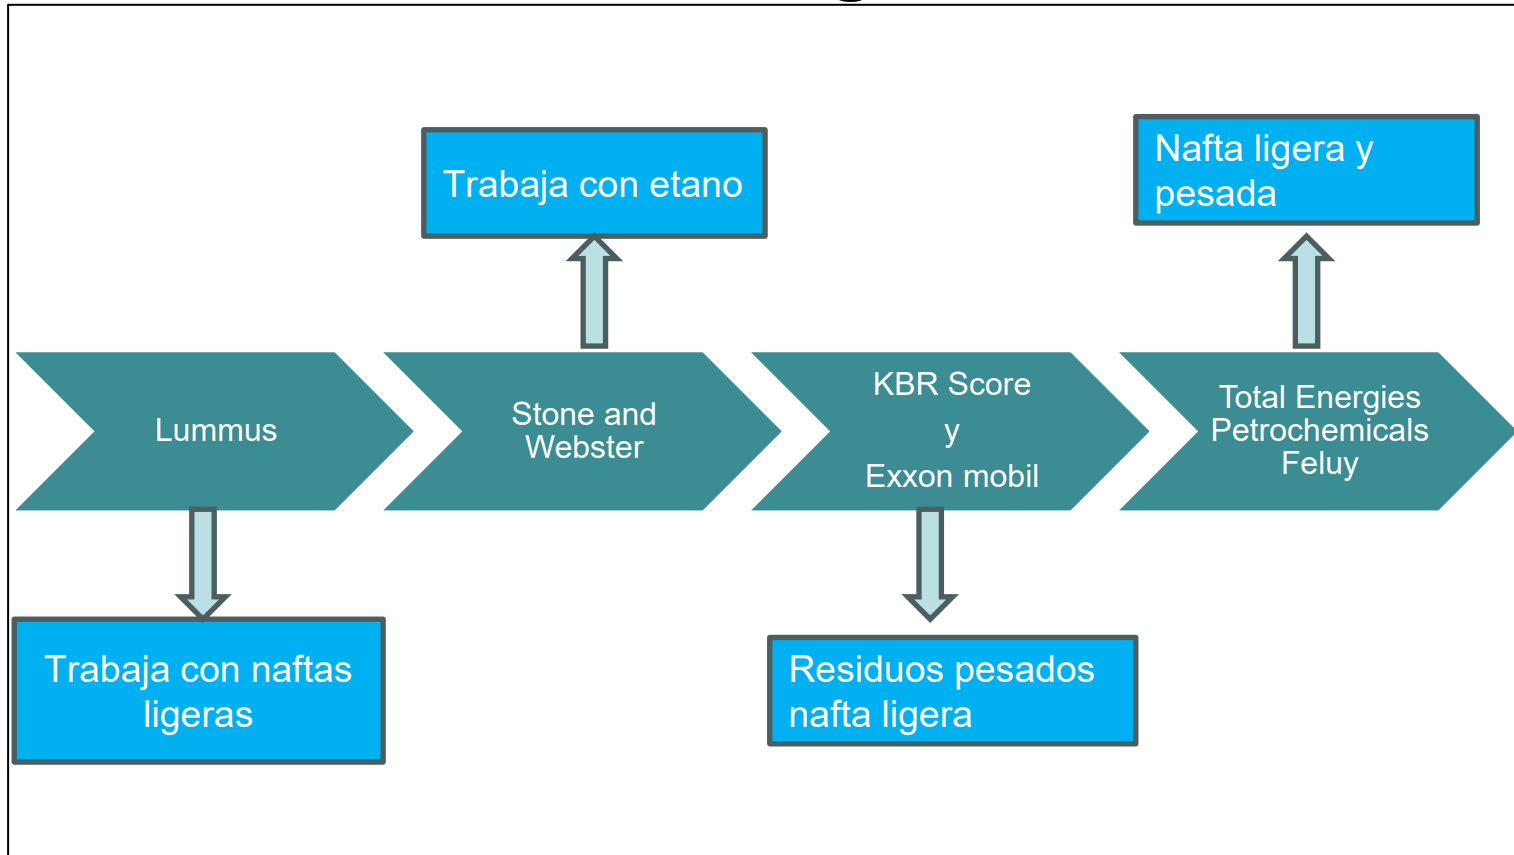 Trabaja con etano
Nafta ligera y
pesada
Lummus
Stone and
Webster
KBR Score
y
Exxon mobil
Total Energies
Petrochemicals
Feluy
Trabaja con naftas
ligeras
Residuos pesados
nafta ligera